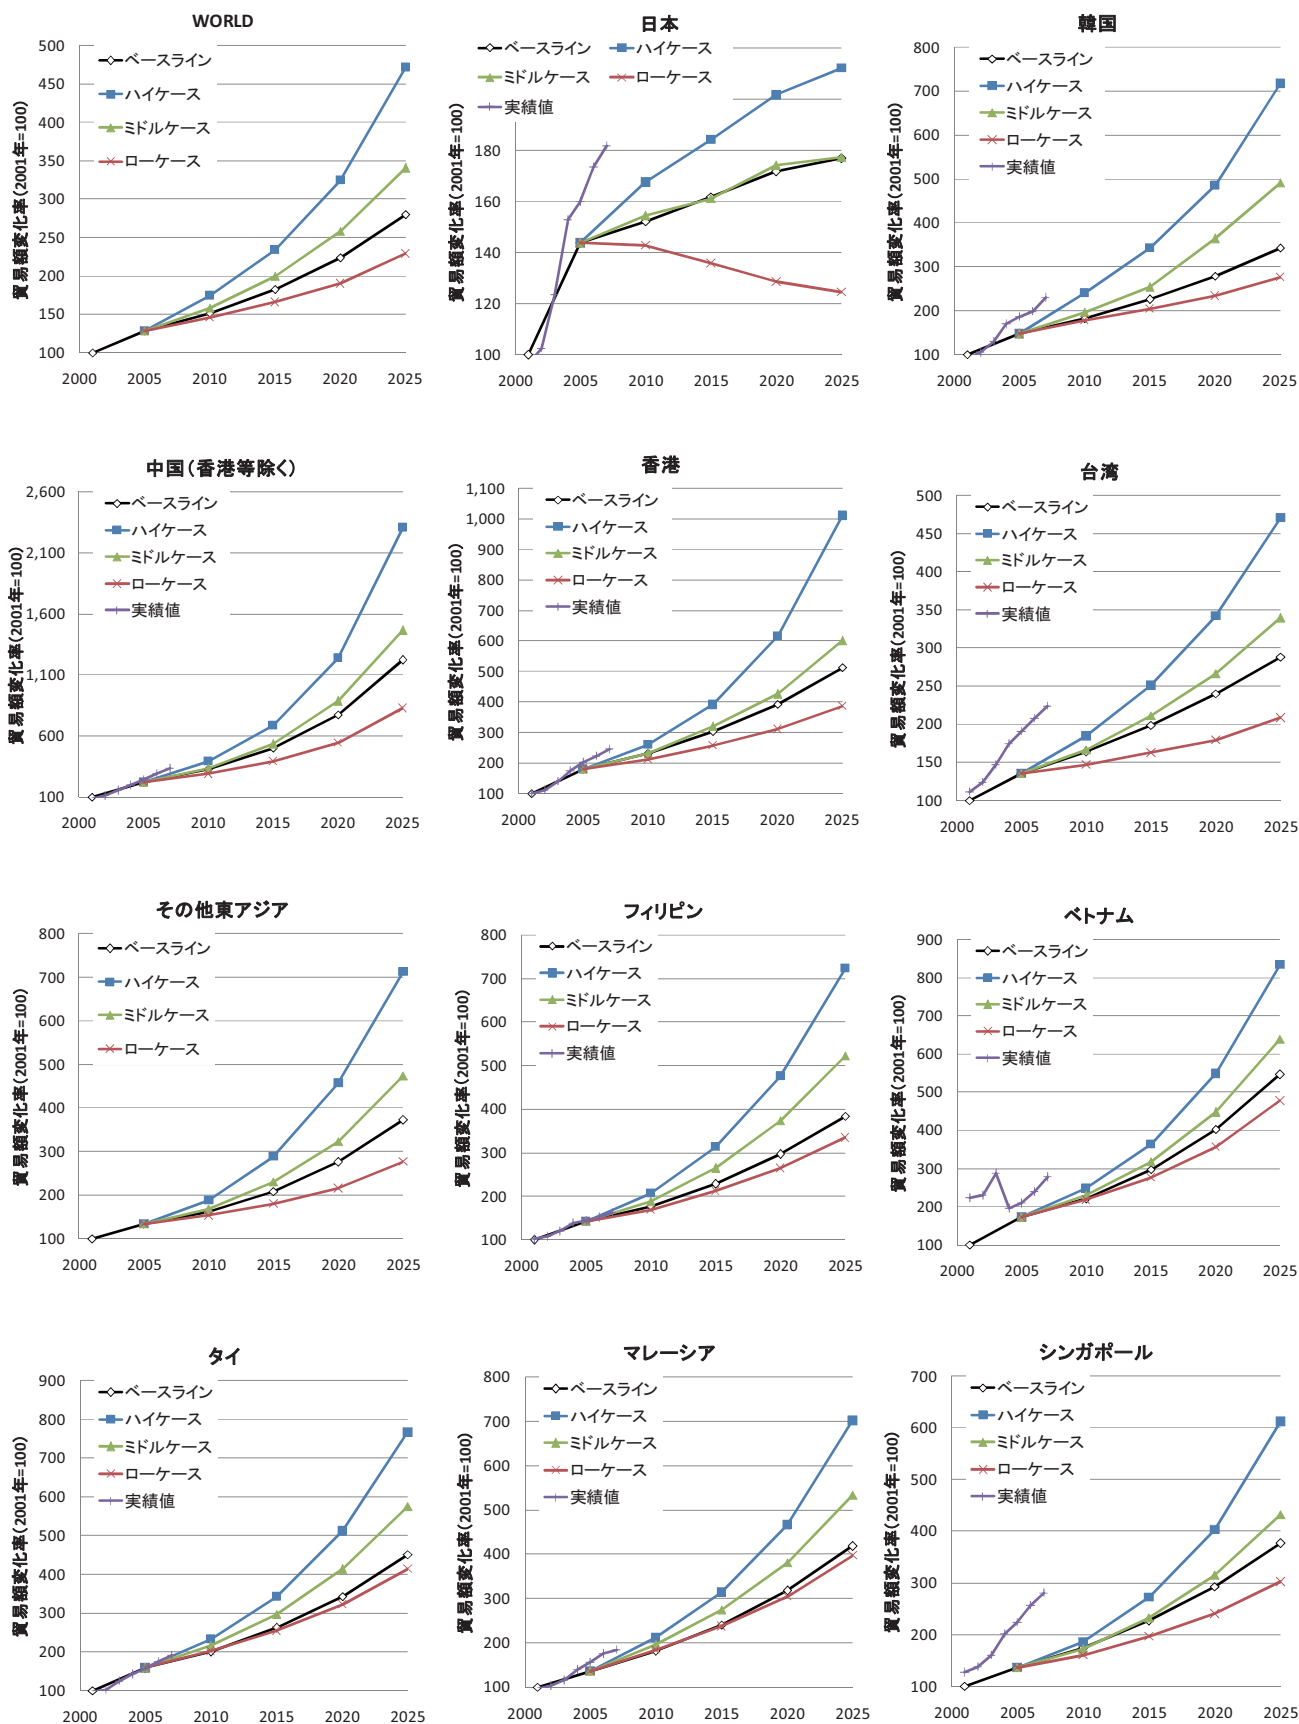 WORLD
500
450
400
350
300
250
200
150
100
2000 2005 2010 2015 2020 2025
貿易額変化率(2001年=100)
ベースライン
ハイケース
ミドルケース
ローケース
日本
ベースライン ハイケース
ミドルケース ローケース
実績値
180
160
140
120
100
2000 2005 2010 2015 2020 2025
貿易額変化率(2001年=100)
韓国
800
700
600
500
400
300
200
100
2000 2005 2010 2015 2020 2025
貿易額変化率(2001年=100)
ベースライン
ハイケース
ミドルケース
ローケース
実績値
中国(香港等除く)
2,600
2,100
1,600
1,100
600
100
2000 2005 2010 2015 2020 2025
貿易額変化率(2001年=100)
ベースライン
ハイケース
ミドルケース
ローケース
実績値
香港
1,100
1,000
900
800
700
600
500
400
300
200
100
2000 2005 2010 2015 2020 2025
貿易額変化率(2001年=100)
ベースライン
ハイケース
ミドルケース
ローケース
実績値
台湾
500
450
400
350
300
250
200
150
100
2000 2005 2010 2015 2020 2025
貿易額変化率(2001年=100)
ベースライン
ハイケース
ミドルケース
ローケース
実績値
その他東アジア
800
700
600
500
400
300
200
100
2000 2005 2010 2015 2020 2025
貿易額変化率(2001年=100)
ベースライン
ハイケース
ミドルケース
ローケース
フィリピン
800
700
600
500
400
300
200
100
2000 2005 2010 2015 2020 2025
貿易額変化率(2001年=100)
ベースライン
ハイケース
ミドルケース
ローケース
実績値
ベトナム
900
800
700
600
500
400
300
200
100
2000 2005 2010 2015 2020 2025
貿易額変化率(2001年=100)
ベースライン
ハイケース
ミドルケース
ローケース
実績値
タイ
900
800
700
600
500
400
300
200
100
2000 2005 2010 2015 2020 2025
貿易額変化率(2001年=100)
ベースライン
ハイケース
ミドルケース
ローケース
実績値
マレーシア
800
700
600
500
400
300
200
100
2000 2005 2010 2015 2020 2025
貿易額変化率(2001年=100)
ベースライン
ハイケース
ミドルケース
ローケース
実績値
シンガポール
700
600
500
400
300
200
100
2000 2005 2010 2015 2020 2025
貿易額変化率(2001年=100)
ベースライン
ハイケース
ミドルケース
ローケース
実績値